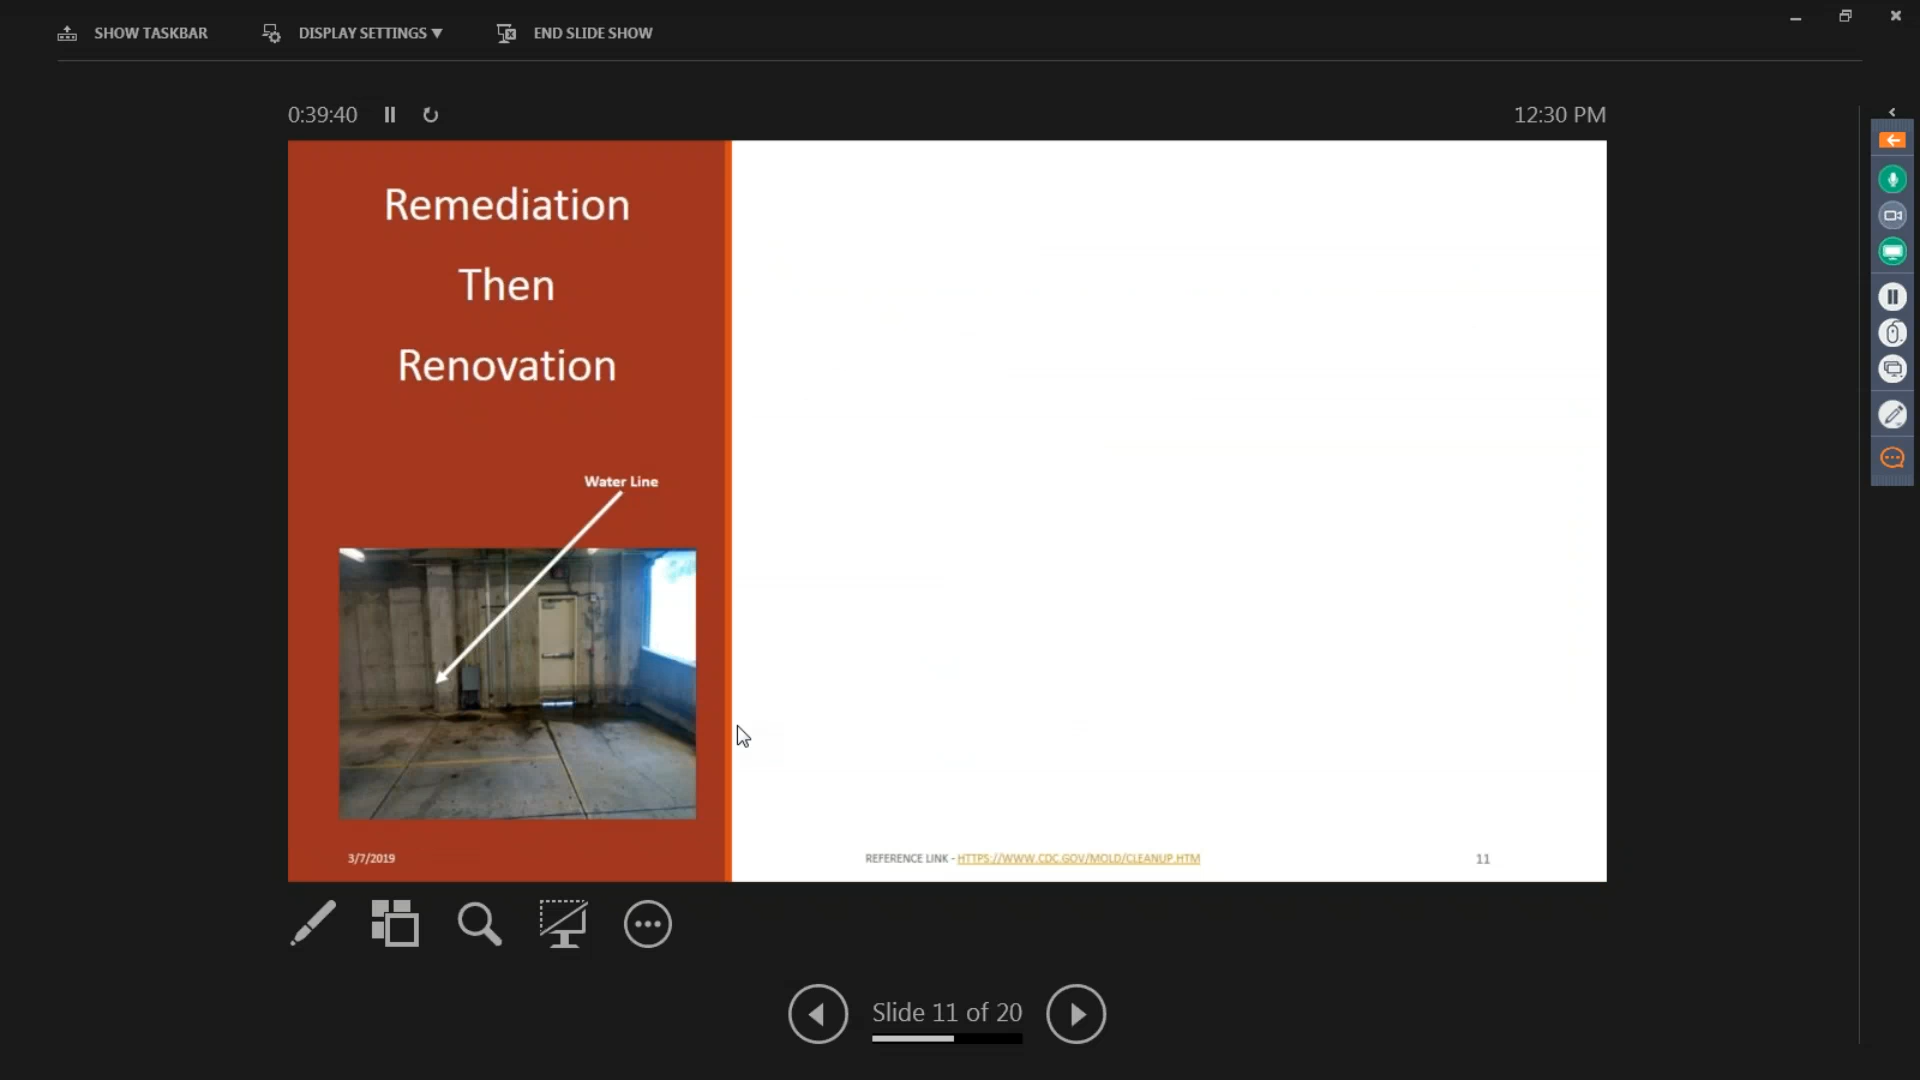 SHOW TASKBAR DISPLAY SETTINGS ▼ END SLIDE SHOW
0:39:40 12:30 PM
Remediation
Then
Renovation
Water Line
3/7/2019 REFERENCE LINK - HTTPS://WWW.CDC.GOV/MOLD/CLEANUP.HTM 11
Slide 11 of 20